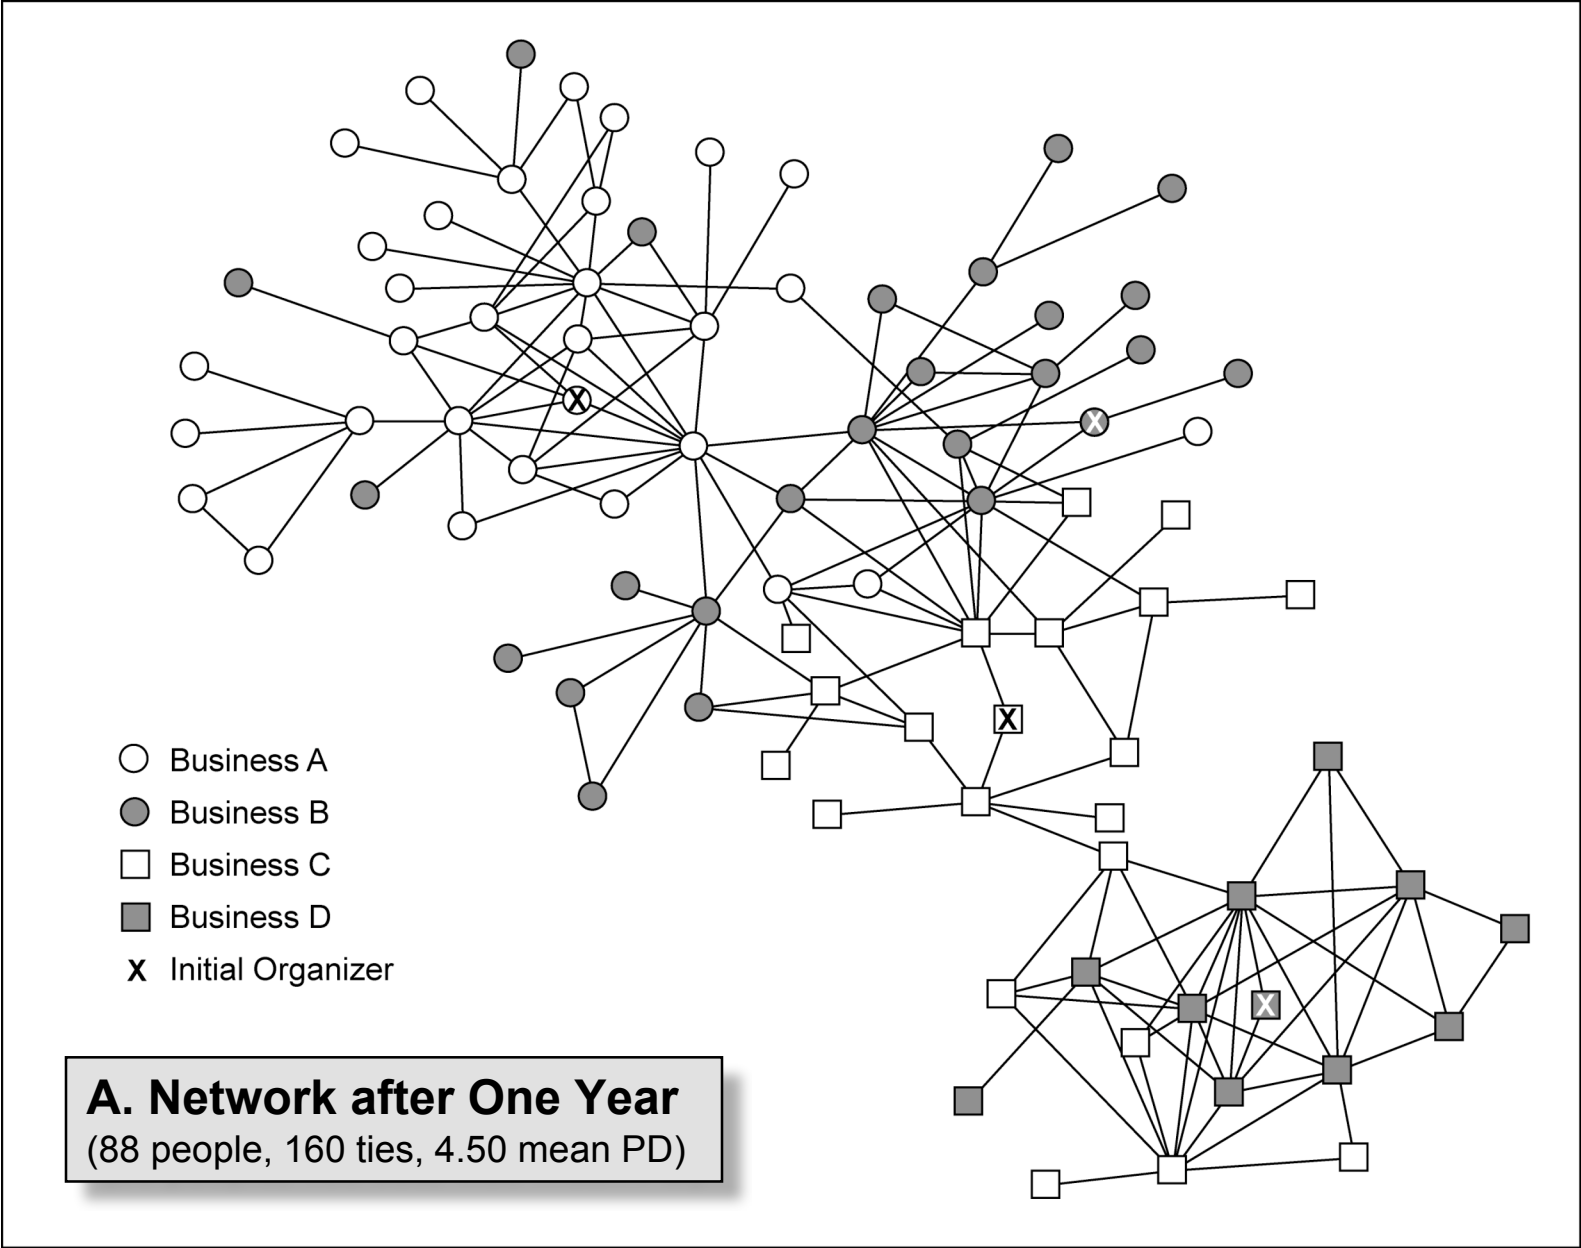 X
X
X
Business A
Business B
Business C
Business D
X Initial Organizer
X
A. Network after One Year
(88 people, 160 ties, 4.50 mean PD)